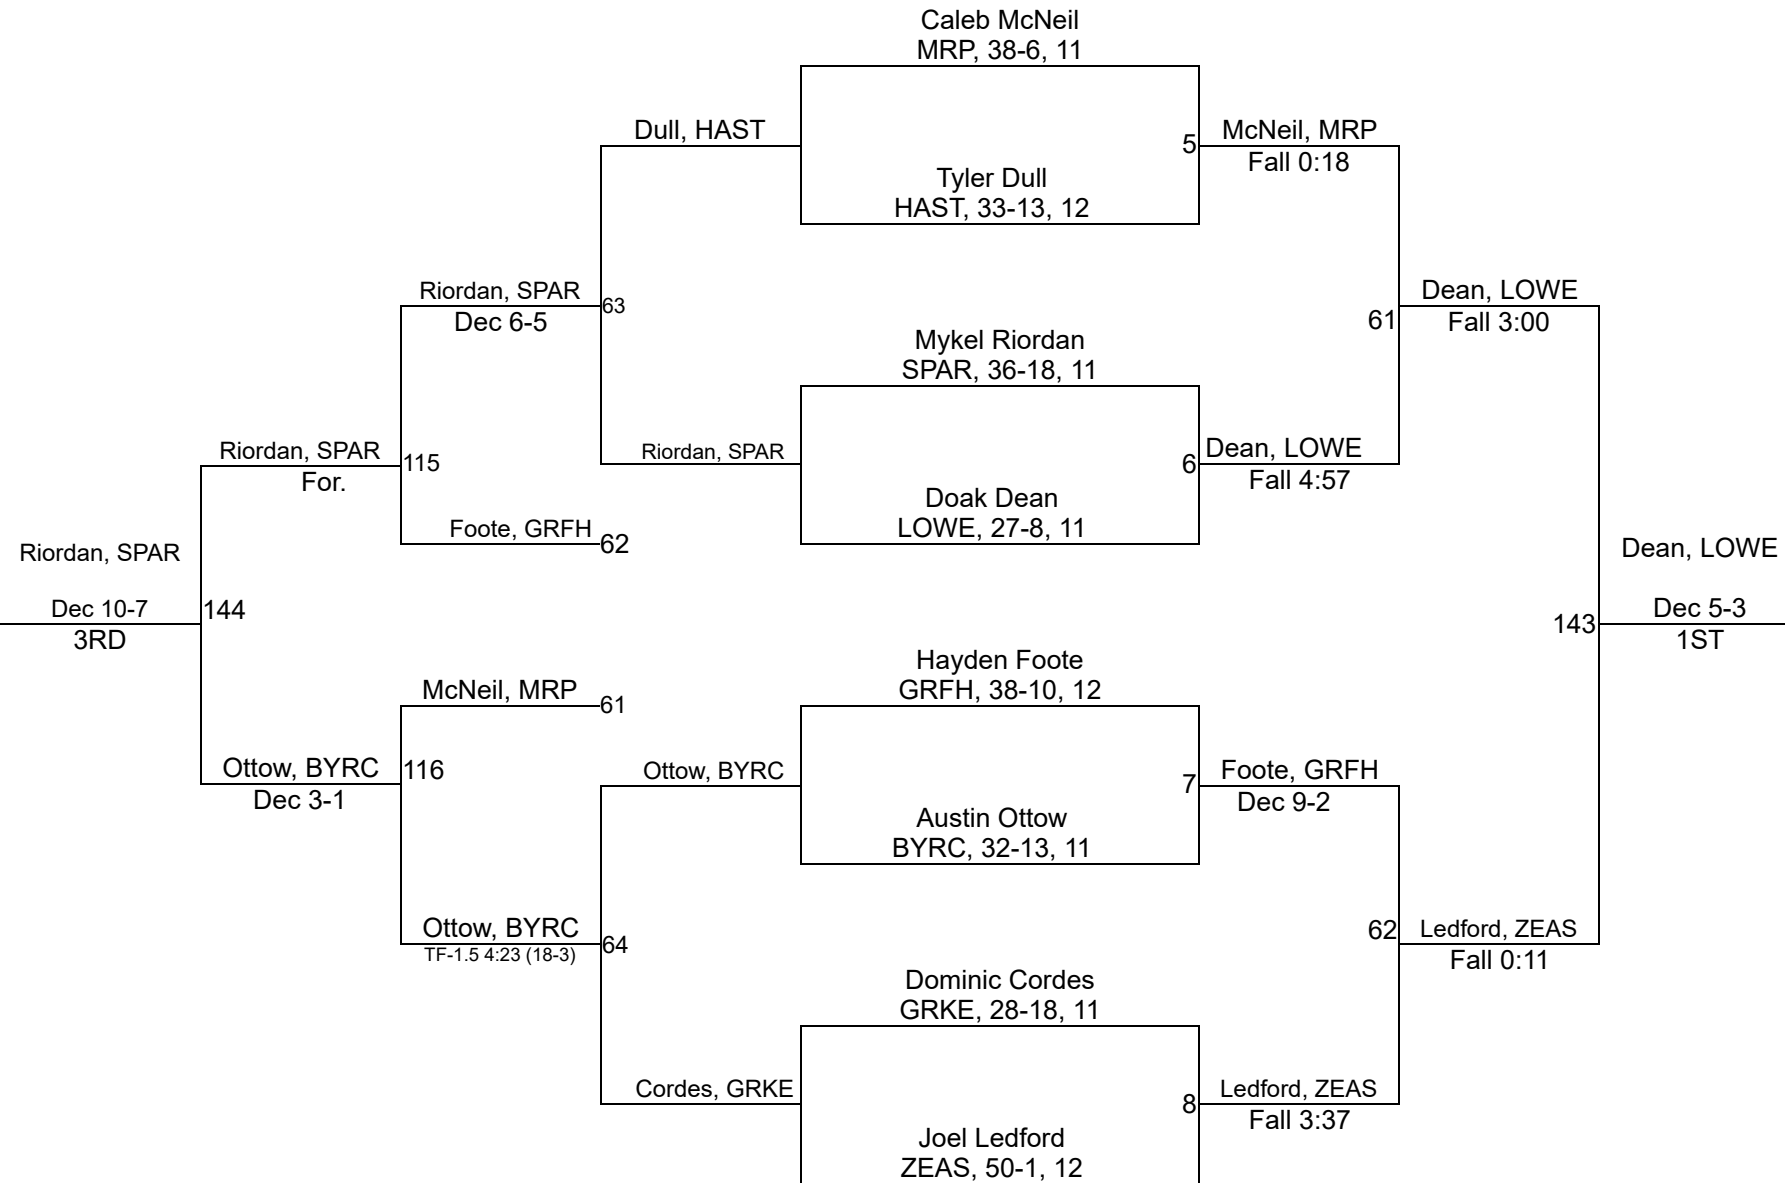 Caleb McNeil
MRP, 38-6, 11
Dull, HAST
5
McNeil, MRP
Fall 0:18
Tyler Dull
HAST, 33-13, 12
Riordan, SPAR
Dec 6-5
63
Dean, LOWE
Fall 3:00
61
Mykel Riordan
SPAR, 36-18, 11
Riordan, SPAR
For.
115
Riordan, SPAR
6
Dean, LOWE
Fall 4:57
Doak Dean
LOWE, 27-8, 11
Foote, GRFH
62
Riordan, SPAR
Dec 10-7
3RD
144
Dean, LOWE
Dec 5-3
1ST
143
Hayden Foote
GRFH, 38-10, 12
McNeil, MRP
61
Ottow, BYRC
Dec 3-1
116
Ottow, BYRC
7
Foote, GRFH
Dec 9-2
Austin Ottow
BYRC, 32-13, 11
Ottow, BYRC
TF-1.5 4:23 (18-3)
64
62
Ledford, ZEAS
Fall 0:11
Dominic Cordes
GRKE, 28-18, 11
Cordes, GRKE
8
Ledford, ZEAS
Fall 3:37
Joel Ledford
ZEAS, 50-1, 12